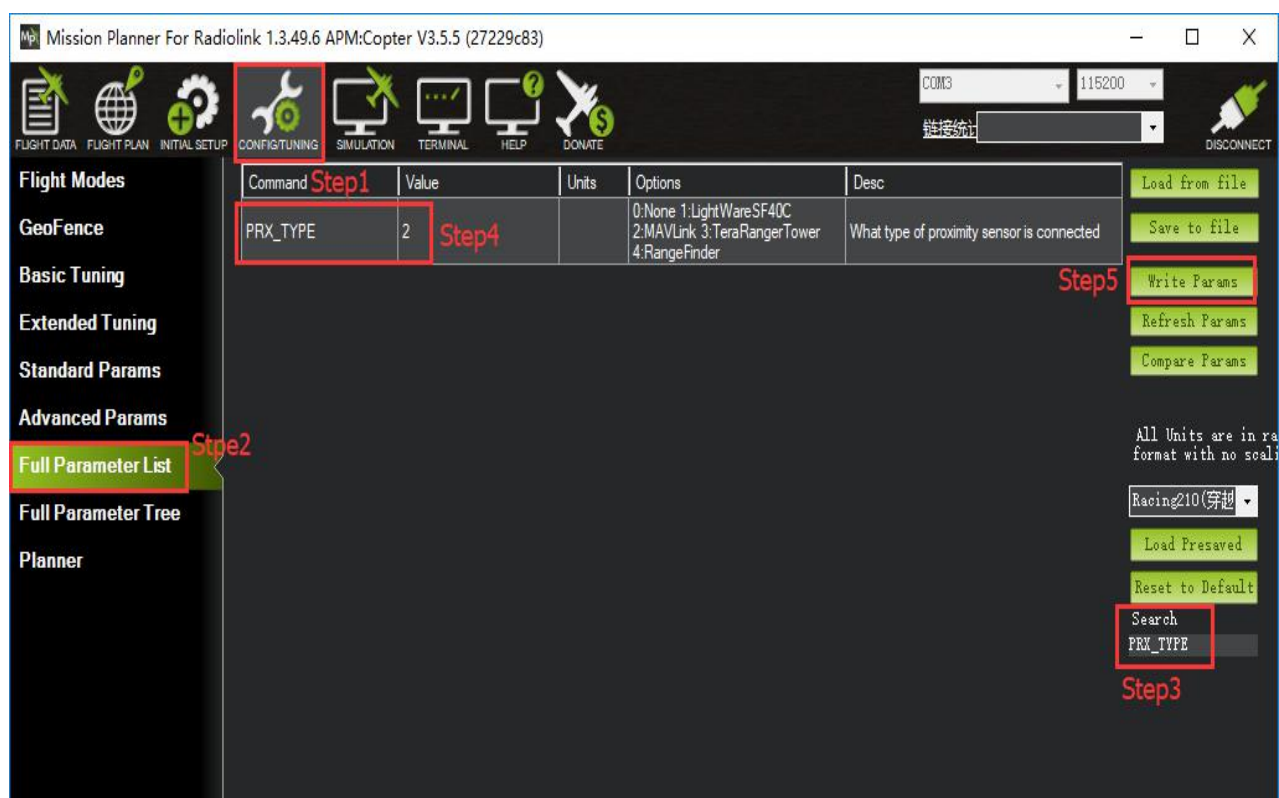 Mission Planner For Radiolink 1.3.49.6 APM:Copter V3.5.5 (27229c83)
FLIGHT DATA FLIGHT PLAN INITIAL SETUP CONFIG/TUNING SIMULATION TERMINAL HELP DONATE
COM3 115200
链接统计
DISCONNECT
Flight Modes
GeoFence
Basic Tuning
Extended Tuning
Standard Params
Advanced Params
Stpe2
Full Parameter List
Full Parameter Tree
Planner
Command Step1 Value Units Options Desc
PRX_TYPE 2 Step4
0:None 1:LightWareSF40C
2:MAVLink 3:TeraRangerTower
4:RangeFinder
What type of proximity sensor is connected
Load from file
Save to file
Step5 Write Params
Refresh Params
Compare Params
All Units are in ra
format with no scali
Racing210(穿越
Load Presaved
Reset to Default
Search
PRX_TYPE
Step3